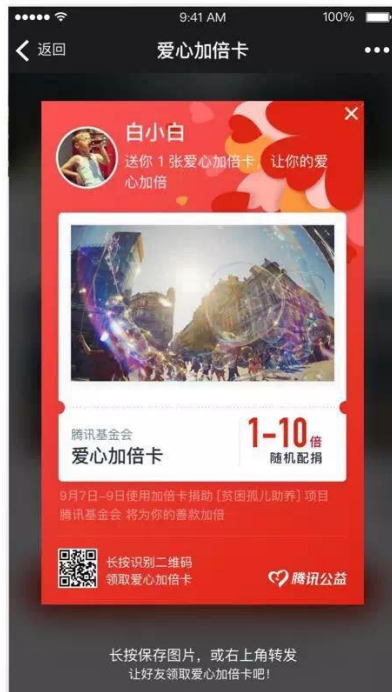 9:41 AM
100%
返回
爱心加倍卡
白小白
送你 1 张爱心加倍卡，让你的爱
心加倍
腾讯基金会
爱心加倍卡
1-10倍
随机配捐
9月7日-9日使用加倍卡捐助 [贫困孤儿助养] 项目
腾讯基金会 将为你的善款加倍
长按识别二维码
领取爱心加倍卡
腾讯公益
长按保存图片，或右上角转发
让好友领取爱心加倍卡吧！